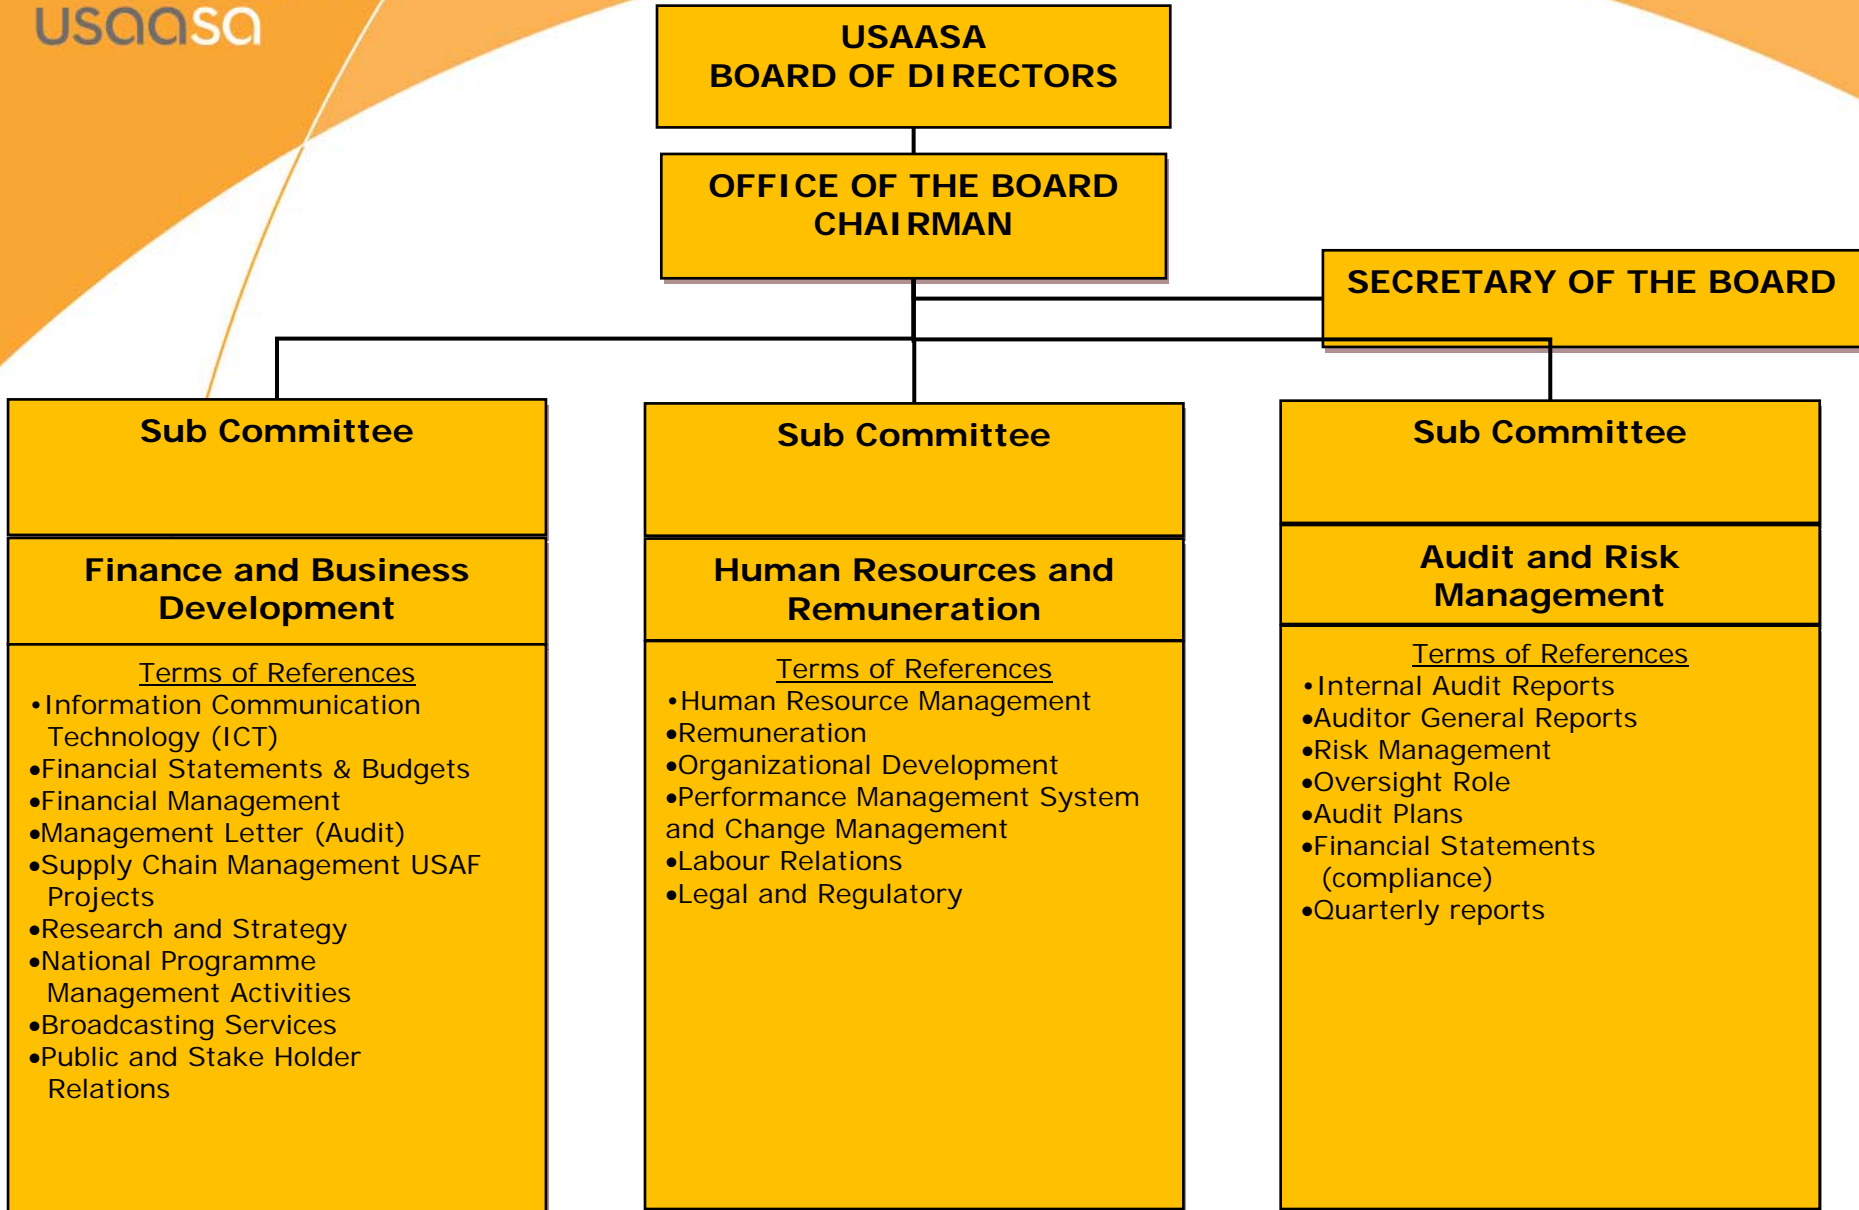 usaasa
USAASA
BOARD OF DIRECTORS
OFFICE OF THE BOARD
CHAIRMAN
SECRETARY OF THE BOARD
Sub Committee
Finance and Business
Development
Terms of References
•Information Communication
Technology (ICT)
•Financial Statements & Budgets
•Financial Management
•Management Letter (Audit)
•Supply Chain Management USAF
Projects
•Research and Strategy
•National Programme
Management Activities
•Broadcasting Services
•Public and Stake Holder
Relations
Sub Committee
Human Resources and
Remuneration
Terms of References
•Human Resource Management
•Remuneration
•Organizational Development
•Performance Management System
and Change Management
•Labour Relations
•Legal and Regulatory
Sub Committee
Audit and Risk
Management
Terms of References
•Internal Audit Reports
•Auditor General Reports
•Risk Management
•Oversight Role
•Audit Plans
•Financial Statements
(compliance)
•Quarterly reports